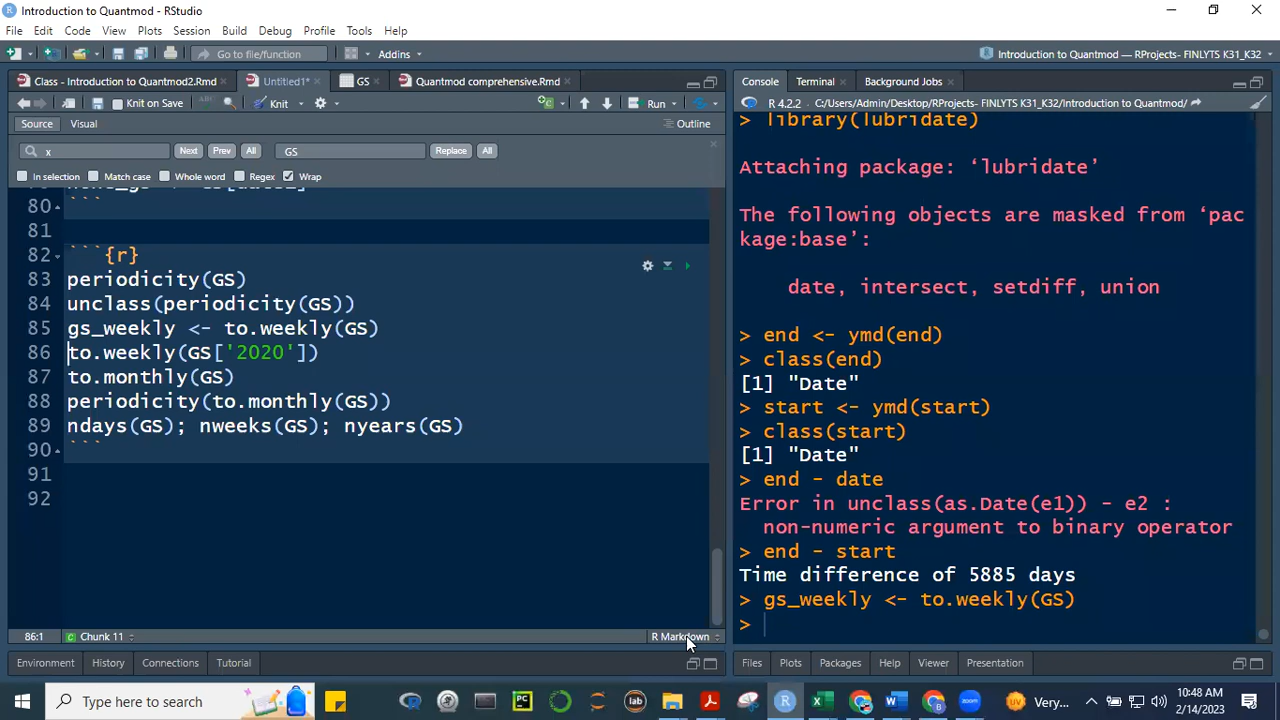 Introduction to Quantmod - RStudio
File Edit Code View Plots Session Build Debug Profile Tools Help
Go to file/function Addins Introduction to Quantmod — RProjects- FINLYTS K31_K32
Class - Introduction to Quantmod2.Rmd Untitled1* GS Quantmod comprehensive.Rmd
Knit on Save ABC Knit Run
Source Visual Outline
x Next Prev All GS Replace All
In selection Match case Whole word Regex Wrap
80 ```
81
82 ```{r}
83 periodicity(GS)
84 unclass(periodicity(GS))
85 gs_weekly <- to.weekly(GS)
86 to.weekly(GS['2020'])
87 to.monthly(GS)
88 periodicity(to.monthly(GS))
89 ndays(GS); nweeks(GS); nyears(GS)
90 ```
91
92
86:1 Chunk 11 R Markdown
Environment History Connections Tutorial
Console Terminal Background Jobs
R 4.2.2 · C:/Users/Admin/Desktop/RProjects- FINLYTS K31_K32/Introduction to Quantmod/
> library(lubridate)
Attaching package: ‘lubridate’
The following objects are masked from ‘pac
kage:base’:
date, intersect, setdiff, union
> end <- ymd(end)
> class(end)
[1] "Date"
> start <- ymd(start)
> class(start)
[1] "Date"
> end - date
Error in unclass(as.Date(e1)) - e2 :
non-numeric argument to binary operator
> end - start
Time difference of 5885 days
> gs_weekly <- to.weekly(GS)
>
Files Plots Packages Help Viewer Presentation
Type here to search
lab
zoom
Very...
10:48 AM
2/14/2023